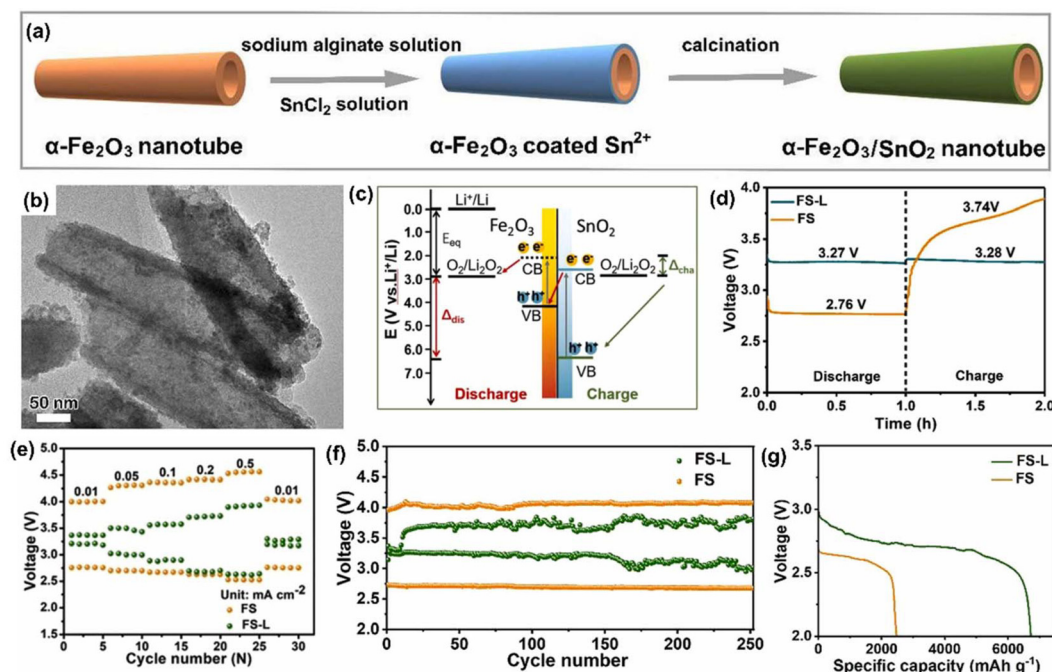 (a)
sodium alginate solution
SnCl2 solution
calcination
α-Fe2O3 nanotube
α-Fe2O3 coated Sn2+
α-Fe2O3/SnO2 nanotube
(b)
50 nm
(c)
E (V vs.Li+/Li)
0.0
1.0
2.0
3.0
4.0
5.0
6.0
7.0
Li+/Li
Eeq
Fe2O3
SnO2
e- e-
e- e-
O2/Li2O2
CB
CB
O2/Li2O2
Δcha
h+ h+
VB
Δdis
h+ h+
VB
Discharge
Charge
(d)
Voltage (V)
4.0
3.5
3.0
2.5
2.0
FS-L
FS
3.74V
3.27 V
3.28 V
2.76 V
Discharge
Charge
0.0
0.5
1.0
1.5
2.0
Time (h)
(e)
Voltage (V)
5.0
4.5
4.0
3.5
3.0
2.5
2.0
1.5
0.01
0.05
0.1
0.2
0.5
0.01
Unit: mA cm-2
FS
FS-L
0
5
10
15
20
25
30
Cycle number (N)
(f)
Voltage (V)
5.0
4.5
4.0
3.5
3.0
2.5
2.0
FS-L
FS
0
50
100
150
200
250
Cycle number
(g)
Voltage (V)
3.5
3.0
2.5
2.0
FS-L
FS
0
2000
4000
6000
Specific capacity (mAh g-1)